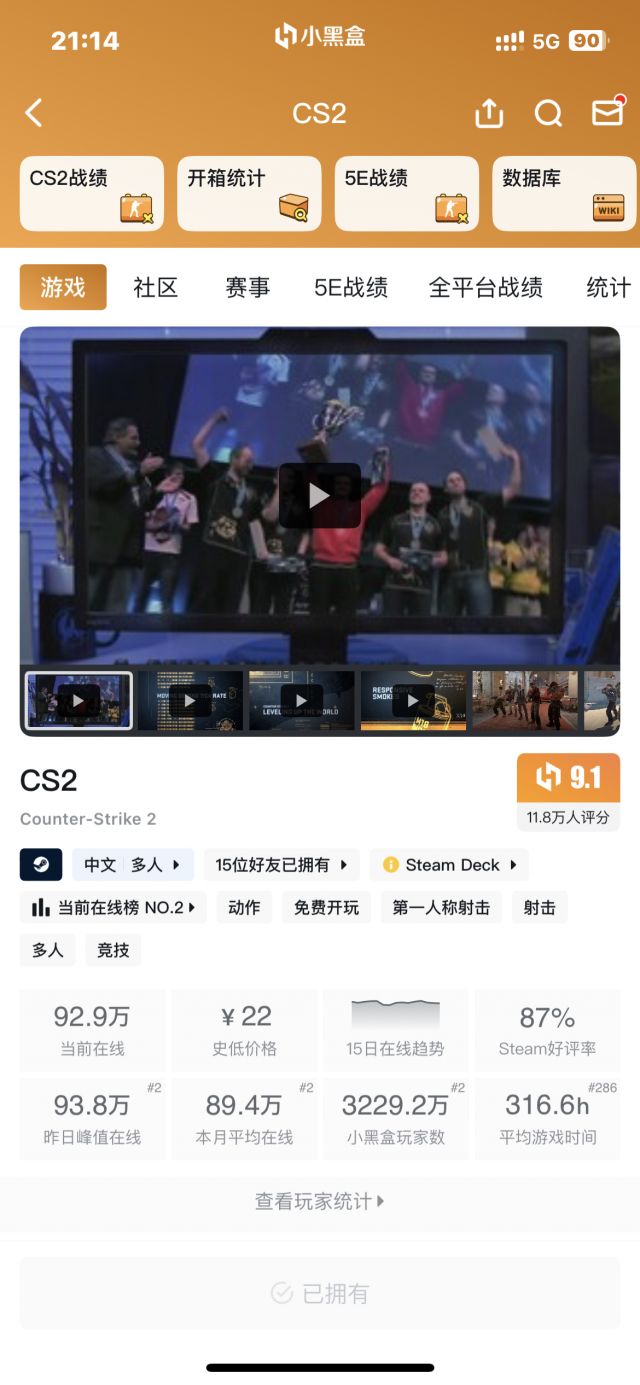 21:14
小黑盒
5G
90
CS2
CS2战绩
开箱统计
5E战绩
数据库
WIKI
游戏
社区
赛事
5E战绩
全平台战绩
统计
RESPONSIVE
SMOKES
LEVELING UP THE WORLD
CS2
9.1
Counter-Strike 2
11.8万人评分
中文
多人
15位好友已拥有
Steam Deck
当前在线榜 NO.2
动作
免费开玩
第一人称射击
射击
多人
竞技
92.9万
当前在线
¥ 22
史低价格
15日在线趋势
87%
Steam好评率
#2
93.8万
昨日峰值在线
#2
89.4万
本月平均在线
#2
3229.2万
小黑盒玩家数
#286
316.6h
平均游戏时间
查看玩家统计
已拥有